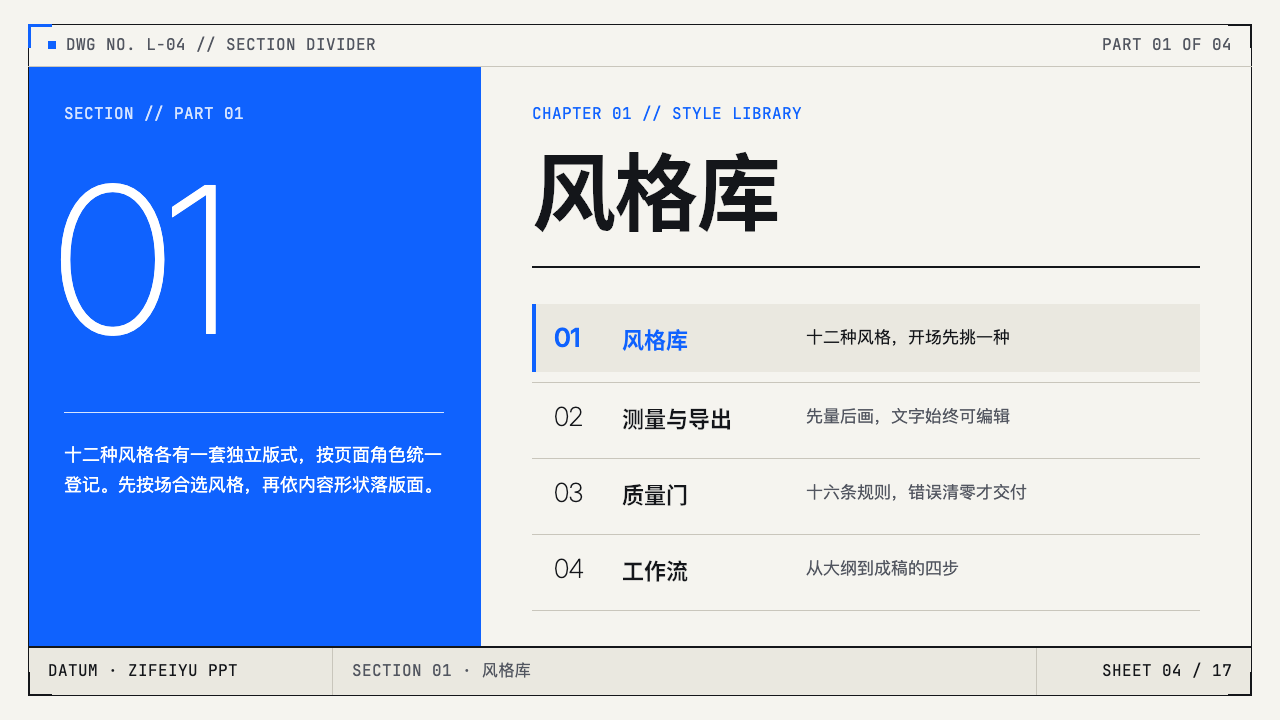 DWG NO. L-04 // SECTION DIVIDER
PART 01 OF 04
SECTION // PART 01
01
十二种风格各有一套独立版式，按页面角色统一
登记。先按场合选风格，再依内容形状落版面。
CHAPTER 01 // STYLE LIBRARY
风格库
01 风格库 十二种风格，开场先挑一种
02 测量与导出 先量后画，文字始终可编辑
03 质量门 十六条规则，错误清零才交付
04 工作流 从大纲到成稿的四步
DATUM · ZIFEIYU PPT
SECTION 01 · 风格库
SHEET 04 / 17